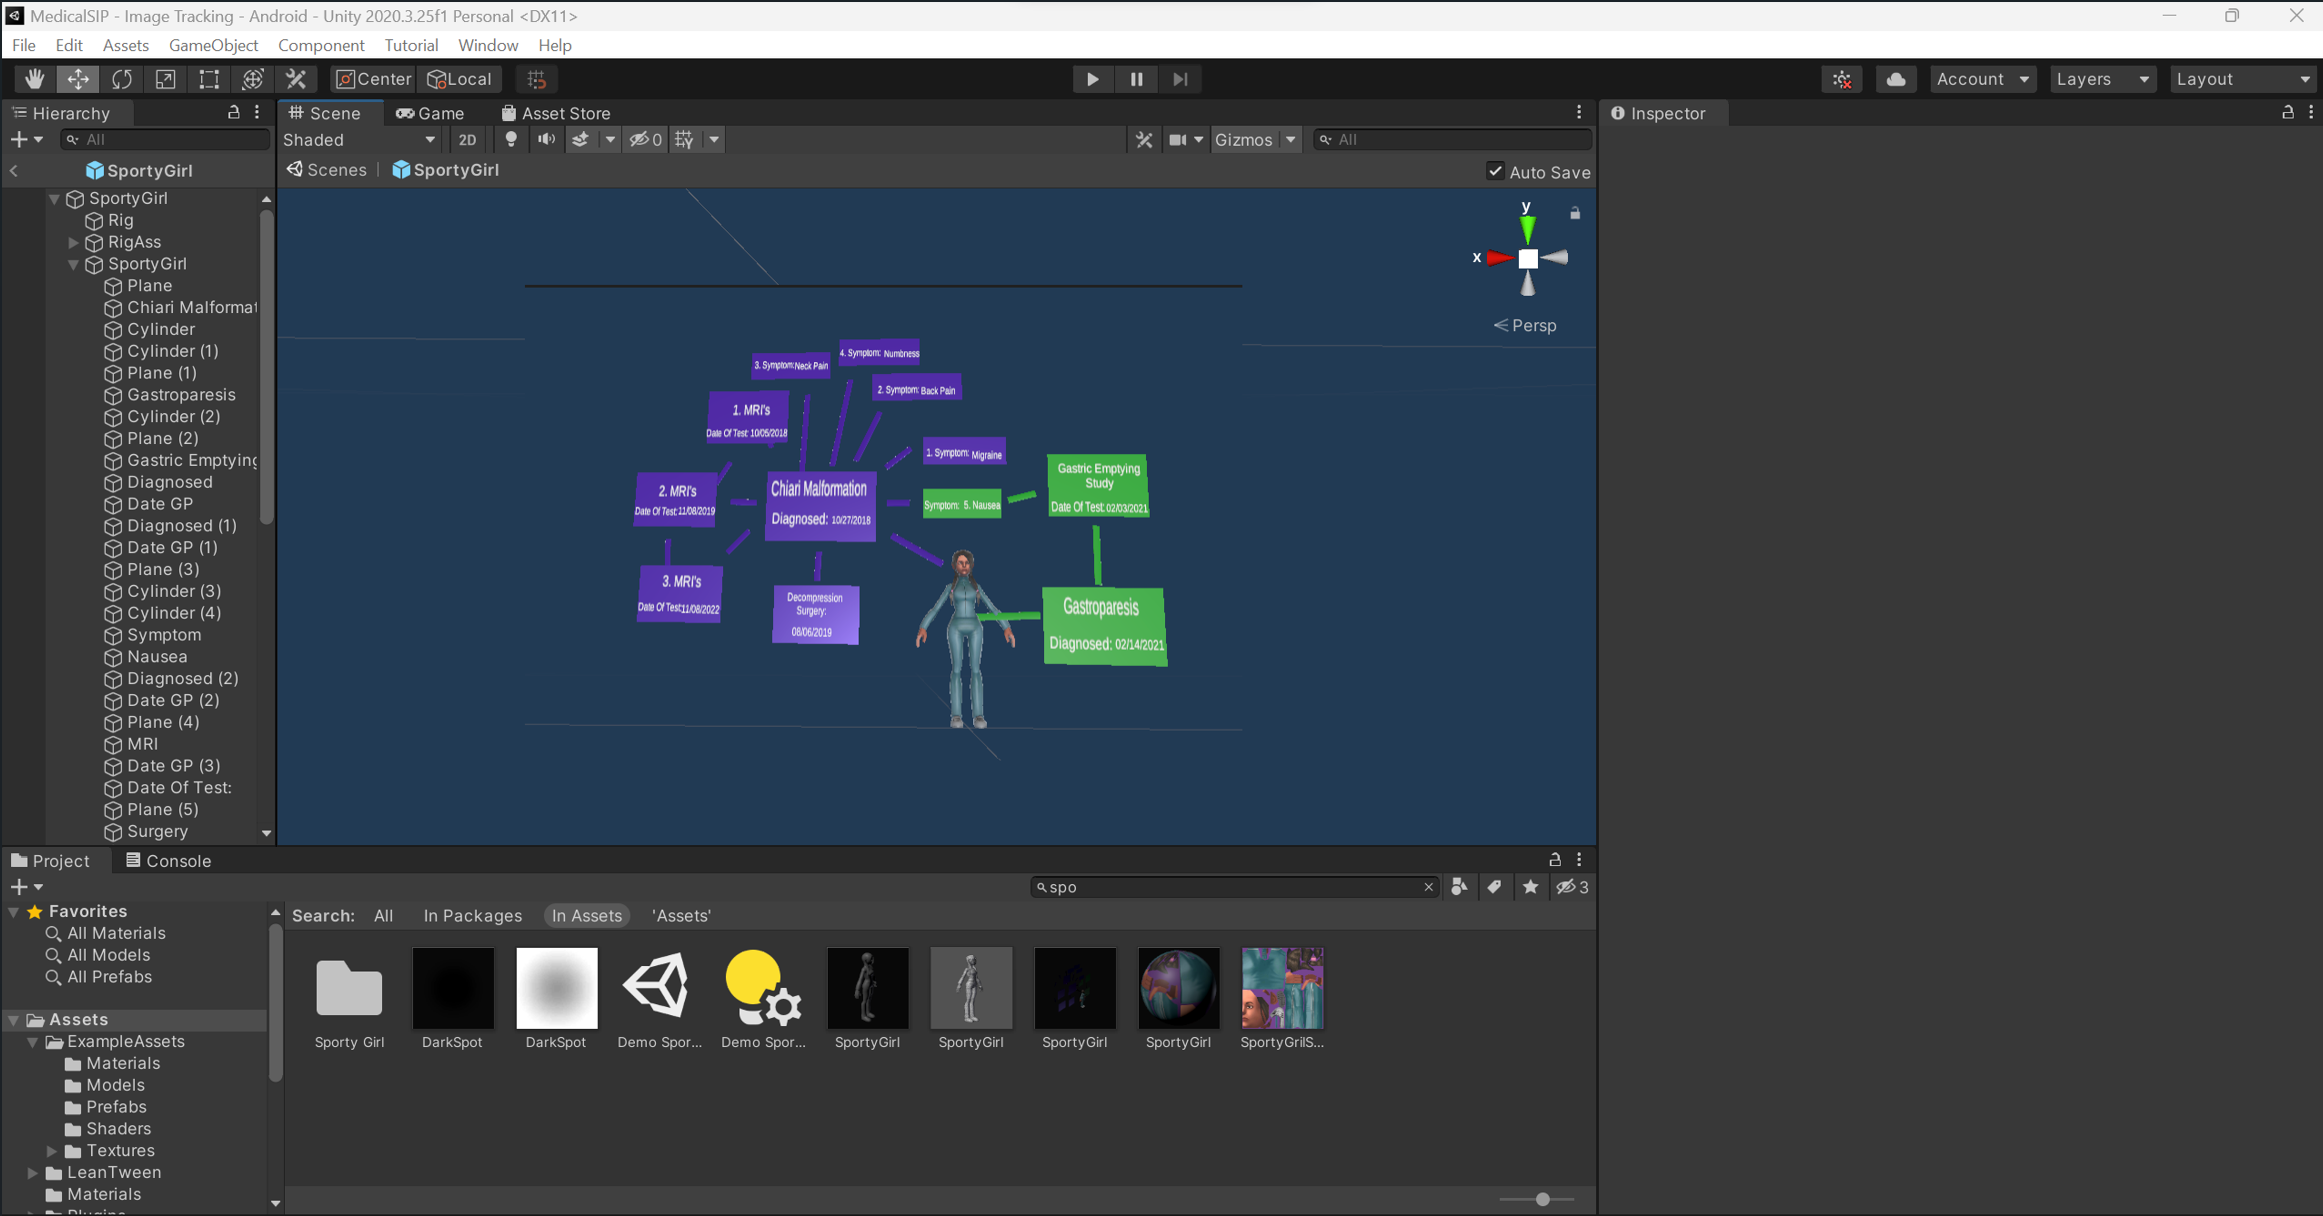 MedicalSIP - Image Tracking - Android - Unity 2020.3.25f1 Personal <DX11>
File Edit Assets GameObject Component Tutorial Window Help
Center Local
Account Layers Layout
Hierarchy
Scene Game Asset Store
Inspector
All
Shaded 2D 0 Gizmos All
SportyGirl
Scenes SportyGirl Auto Save
SportyGirl
Rig
RigAss
SportyGirl
Plane
Chiari Malformat
Cylinder
Cylinder (1)
Plane (1)
Gastroparesis
Cylinder (2)
Plane (2)
Gastric Emptying
Diagnosed
Date GP
Diagnosed (1)
Date GP (1)
Plane (3)
Cylinder (3)
Cylinder (4)
Symptom
Nausea
Diagnosed (2)
Date GP (2)
Plane (4)
MRI
Date GP (3)
Date Of Test:
Plane (5)
Surgery
y
x
Persp
4. Symptom: Numbness
3. Symptom: Neck Pain
2. Symptom: Back Pain
1. MRI's
Date Of Test: 10/05/2018
1. Symptom: Migraine
Gastric Emptying
Study
Date Of Test: 02/03/2021
2. MRI's
Date Of Test: 11/08/2019
Chiari Malformation
Diagnosed: 10/27/2018
Symptom: 5. Nausea
3. MRI's
Date Of Test: 11/08/2022
Decompression
Surgery:
08/06/2019
Gastroparesis
Diagnosed: 02/14/2021
Project Console
spo
3
Favorites
All Materials
All Models
All Prefabs
Assets
ExampleAssets
Materials
Models
Prefabs
Shaders
Textures
LeanTween
Materials
Plugins
Search: All In Packages In Assets 'Assets'
Sporty Girl DarkSpot DarkSpot Demo Spor... Demo Spor... SportyGirl SportyGirl SportyGirl SportyGirl SportyGrilS...